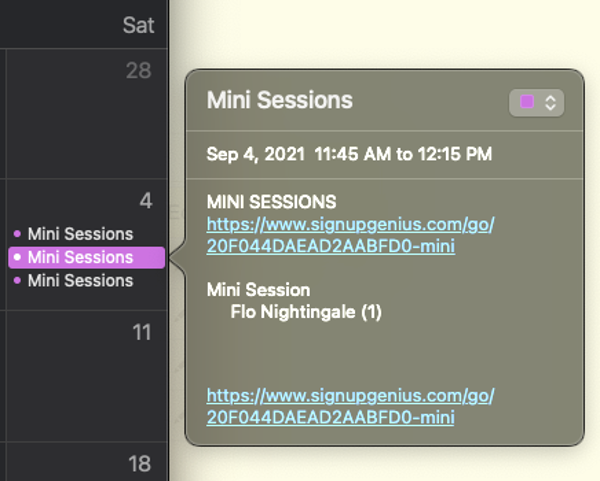 Sat
28
4
Mini Sessions
Mini Sessions
Mini Sessions
11
18
Mini Sessions
Sep 4, 2021 11:45 AM to 12:15 PM
MINI SESSIONS
https://www.signupgenius.com/go/
20F044DAEAD2AABFD0-mini
Mini Session
Flo Nightingale (1)
https://www.signupgenius.com/go/
20F044DAEAD2AABFD0-mini